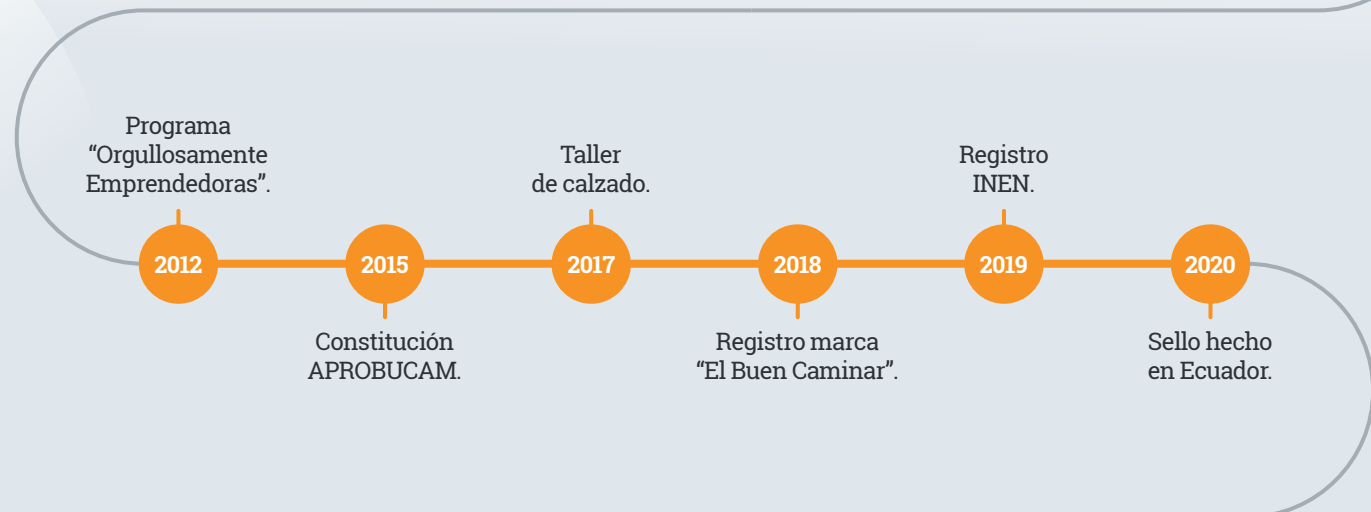 Programa
“Orgullosamente
Emprendedoras”.
2012
2015
Constitución
APROBUCAM.
Taller
de calzado.
2017
2018
Registro marca
“El Buen Caminar”.
Registro
INEN.
2019
2020
Sello hecho
en Ecuador.